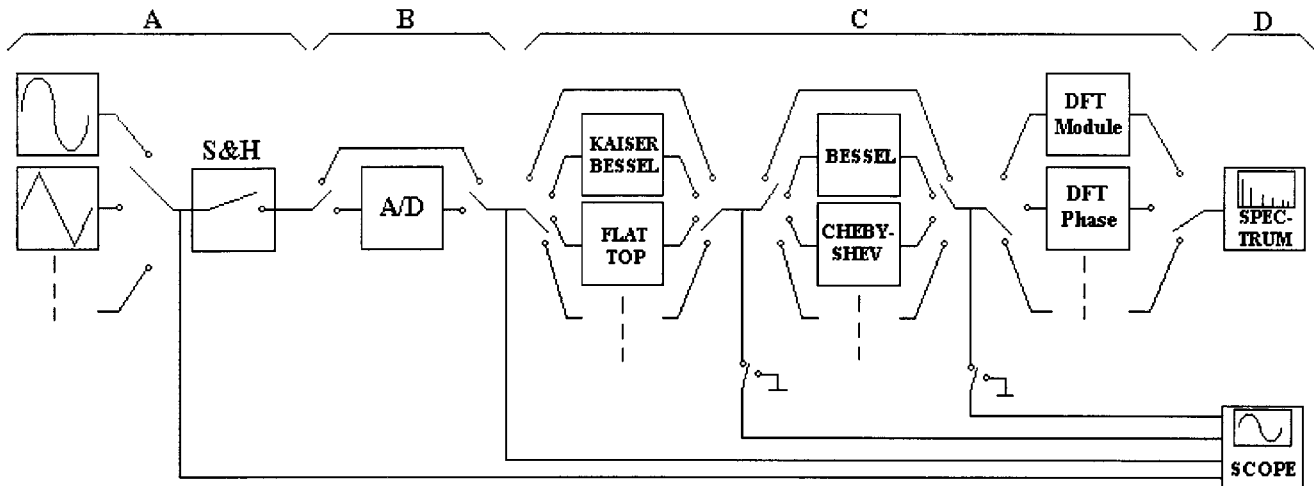 A
B
C
D
S&H
A/D
KAISER
BESSEL
FLAT
TOP
BESSEL
CHEBY-
SHEV
DFT
Module
DFT
Phase
SPEC-
TRUM
SCOPE